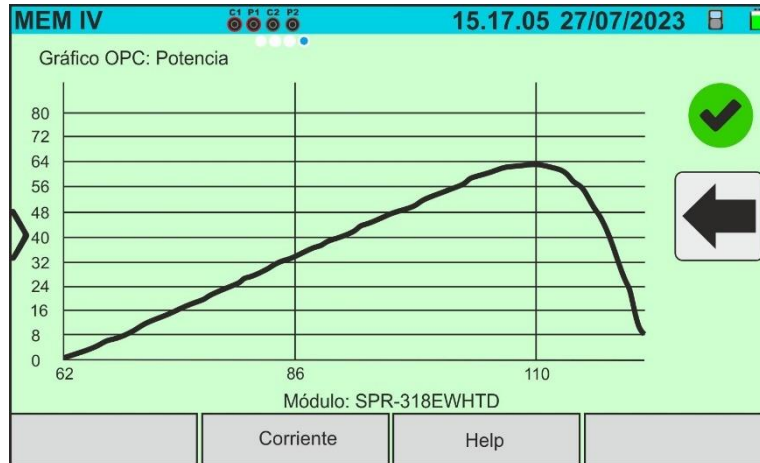 MEM IV C1 P1 C2 P2 15.17.05 27/07/2023
Gráfico OPC: Potencia
80
72
64
56
48
40
32
24
16
8
0
62 86 110
Módulo: SPR-318EWHTD
Corriente Help